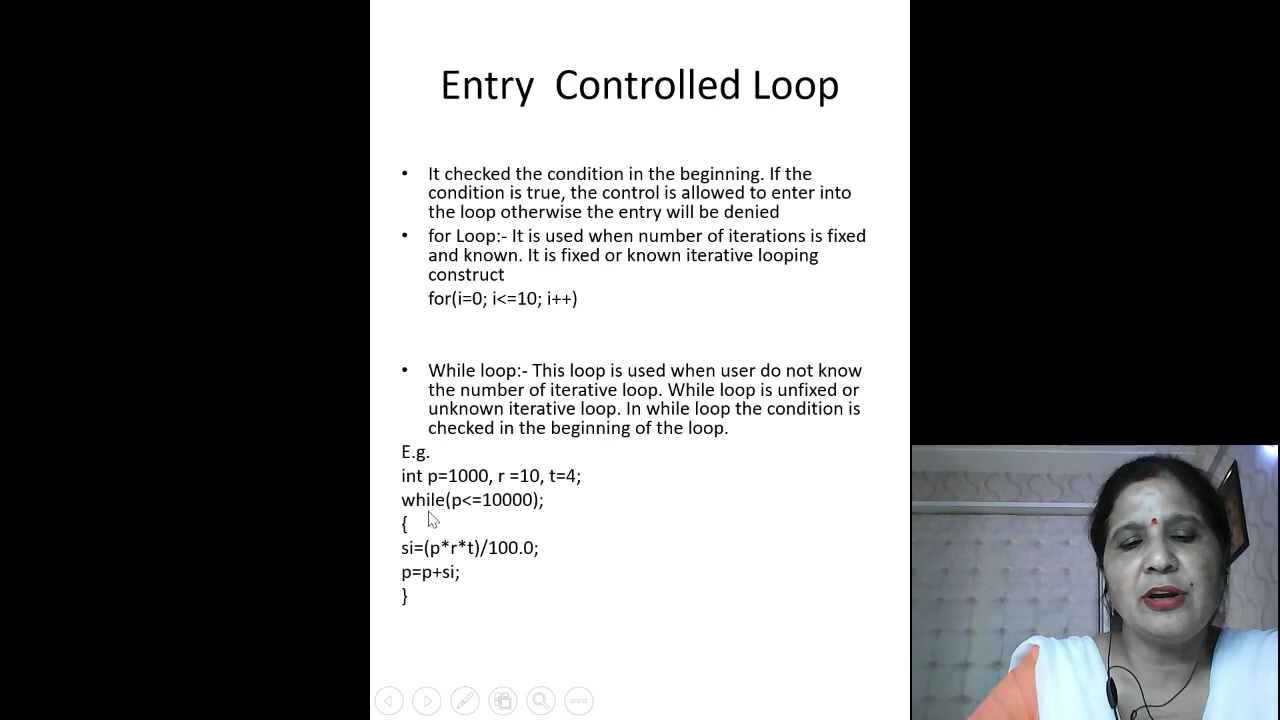 Entry Controlled Loop
• It checked the condition in the beginning. If the
condition is true, the control is allowed to enter into
the loop otherwise the entry will be denied
• for Loop:- It is used when number of iterations is fixed
and known. It is fixed or known iterative looping
construct
for(i=0; i<=10; i++)
• While loop:- This loop is used when user do not know
the number of iterative loop. While loop is unfixed or
unknown iterative loop. In while loop the condition is
checked in the beginning of the loop.
E.g.
int p=1000, r =10, t=4;
while(p<=10000);
{
si=(p*r*t)/100.0;
p=p+si;
}